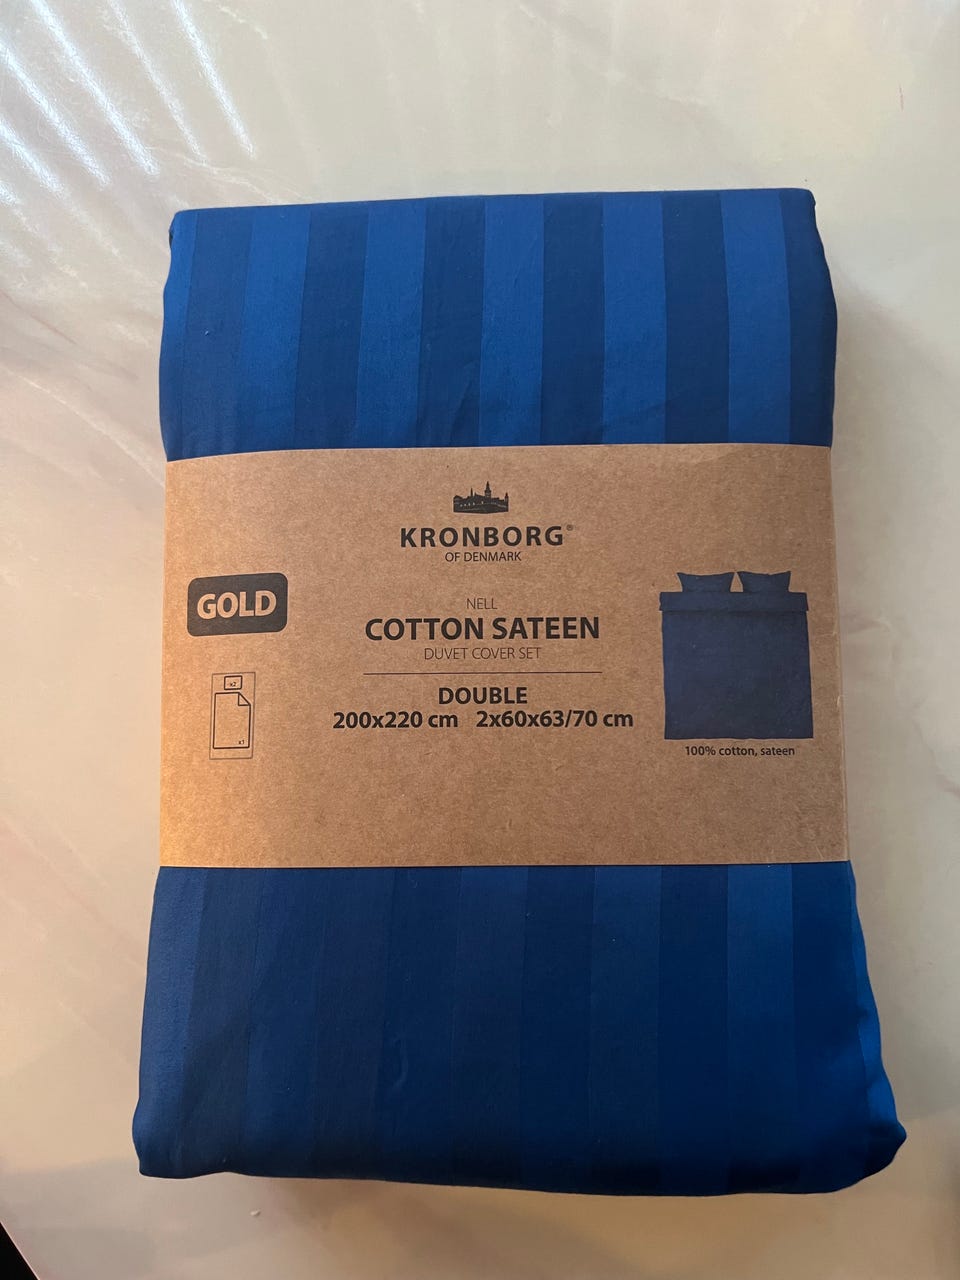 KRONBORG®
OF DENMARK
GOLD
NELL
COTTON SATEEN
DUVET COVER SET
DOUBLE
200x220 cm 2x60x63/70 cm
x2
x1
100% cotton, sateen